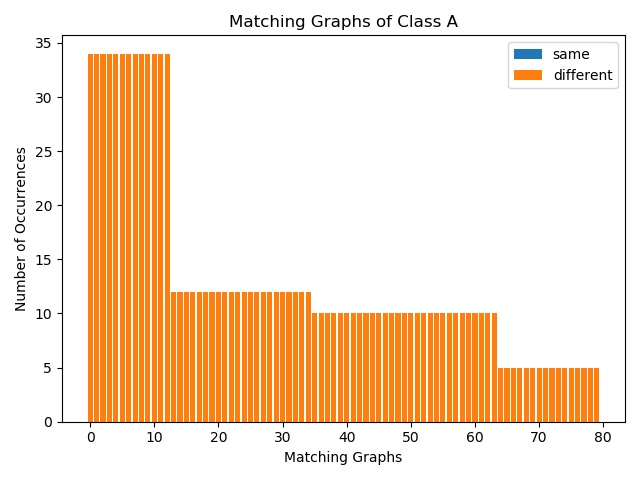 Matching Graphs of Class A
same
different
Number of Occurrences
35
30
25
20
15
10
5
0
0 10 20 30 40 50 60 70 80
Matching Graphs